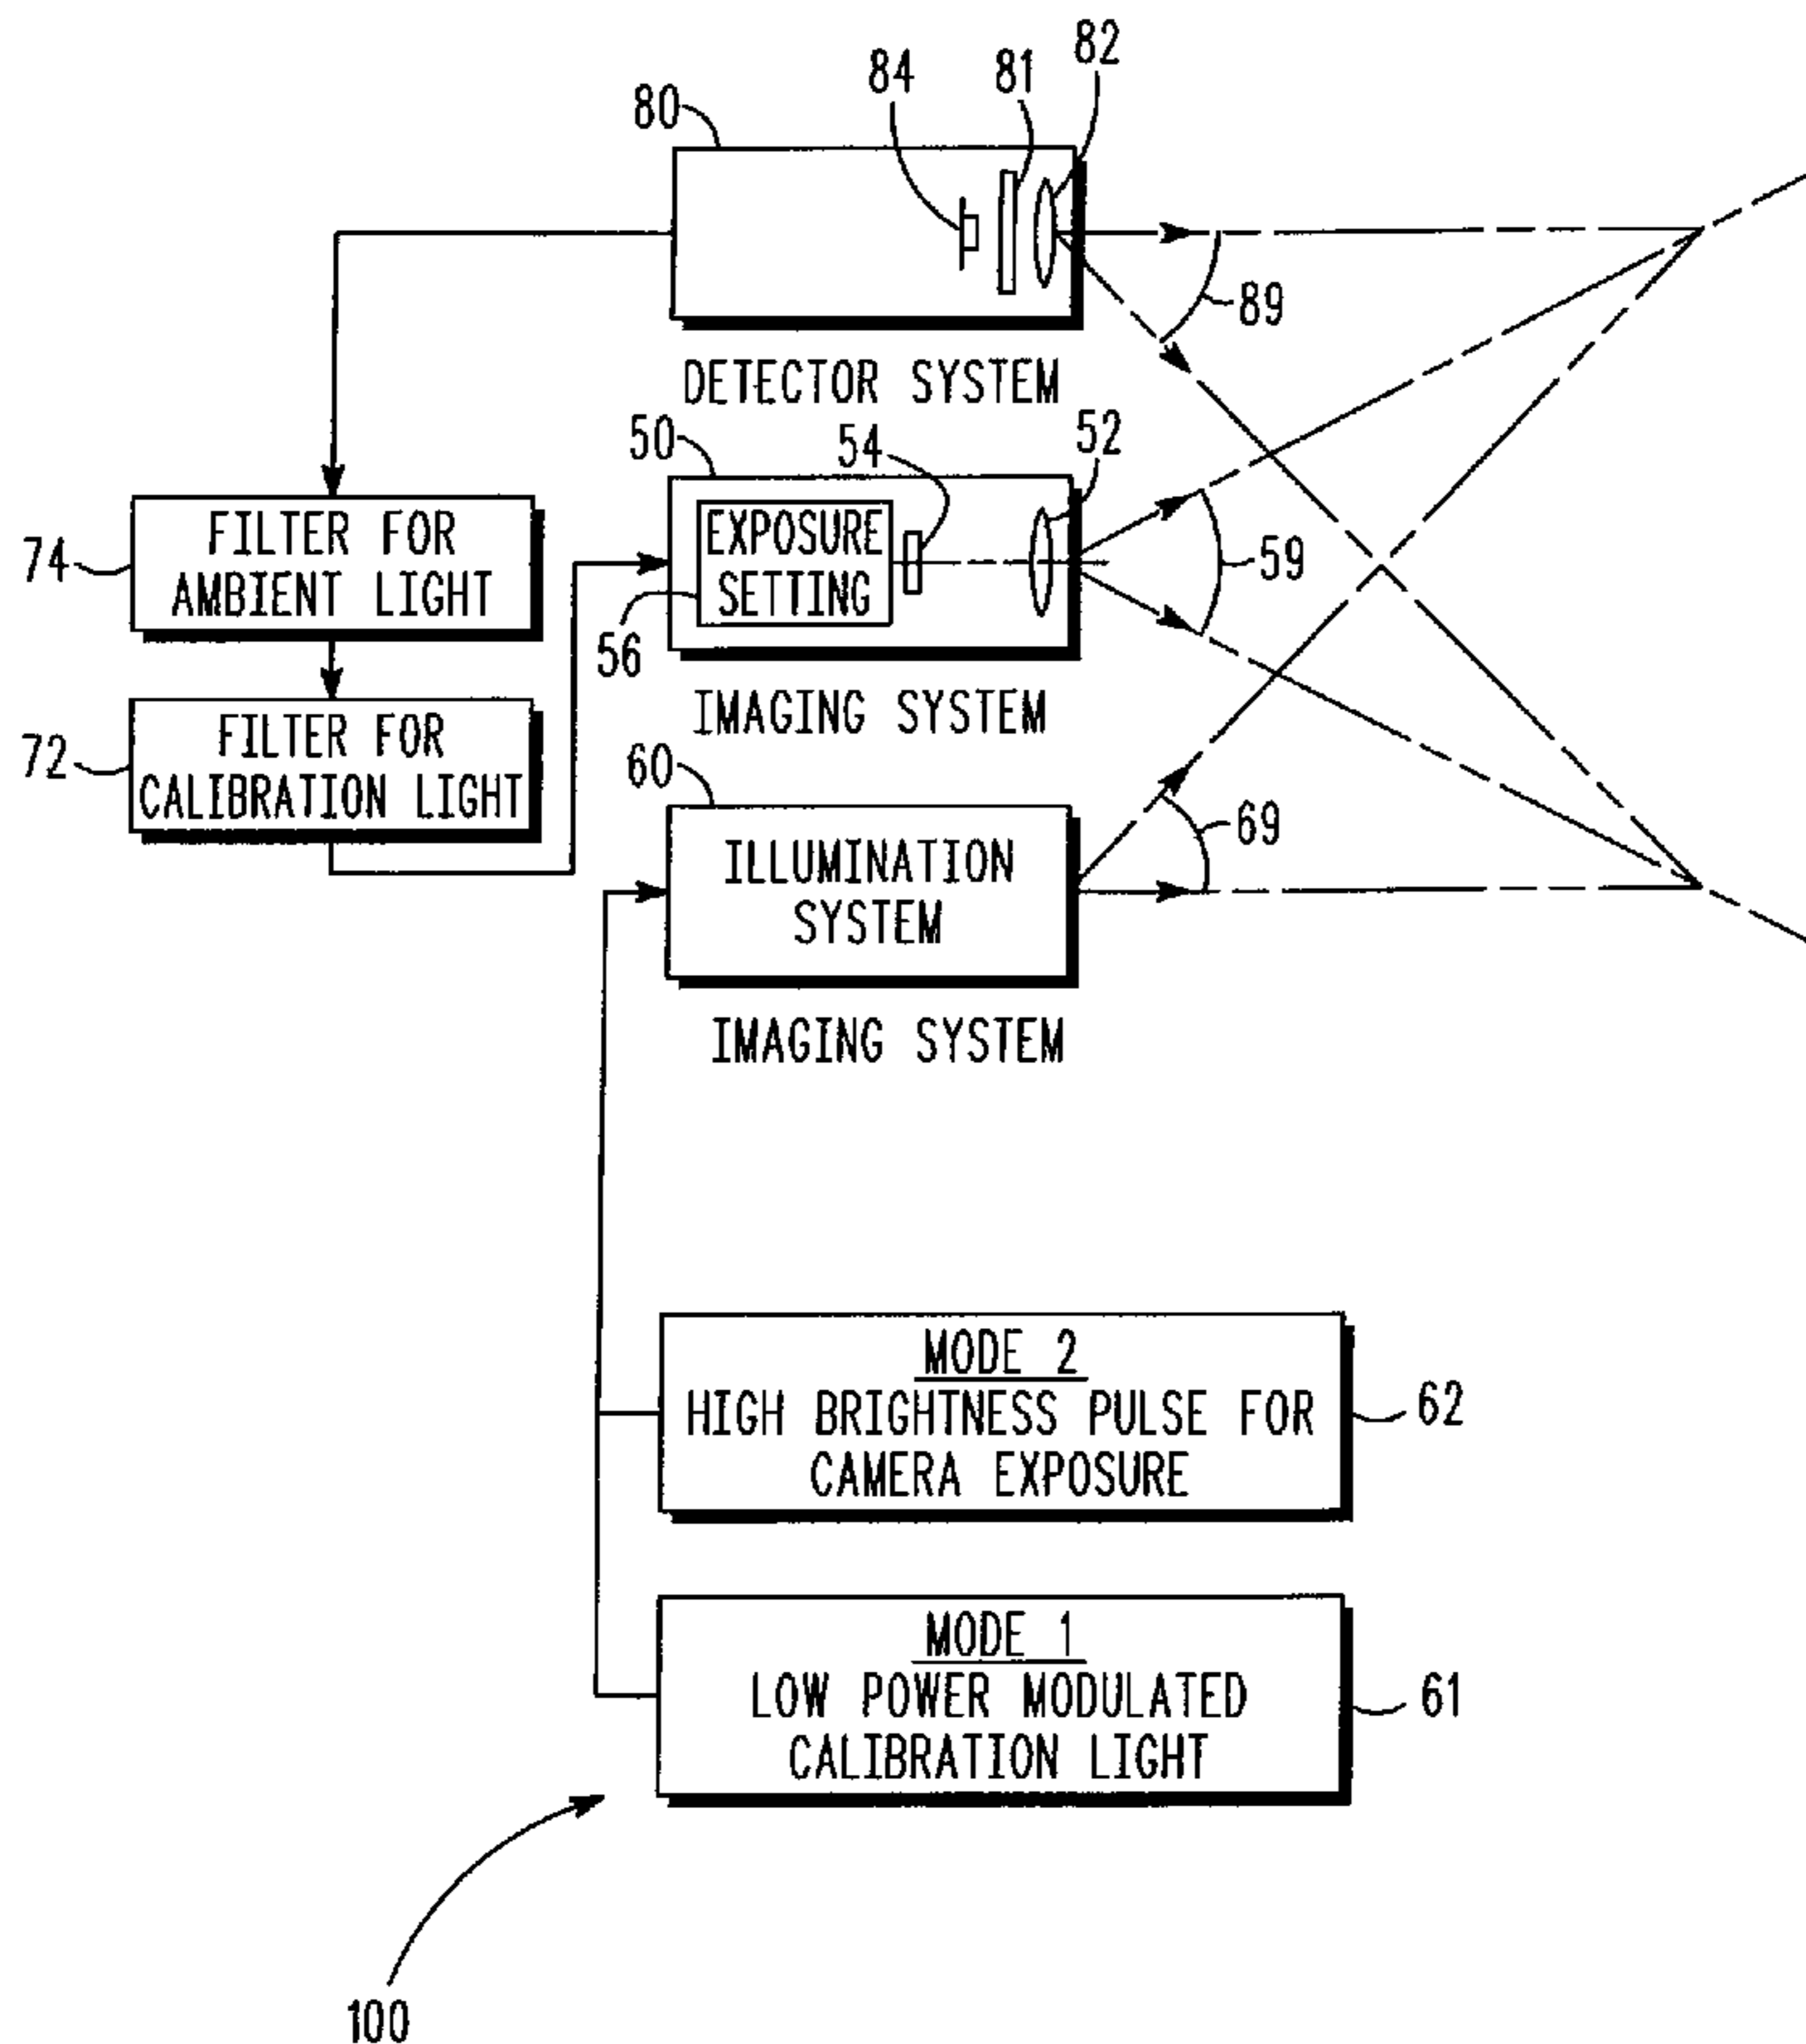 82
84
81
80
89
DETECTOR SYSTEM
50
54
52
FILTER FOR
AMBIENT LIGHT
74
EXPOSURE
SETTING
59
56
IMAGING SYSTEM
FILTER FOR
CALIBRATION LIGHT
72
60
69
ILLUMINATION
SYSTEM
IMAGING SYSTEM
MODE 2
HIGH BRIGHTNESS PULSE FOR
CAMERA EXPOSURE
62
MODE 1
LOW POWER MODULATED
CALIBRATION LIGHT
61
100